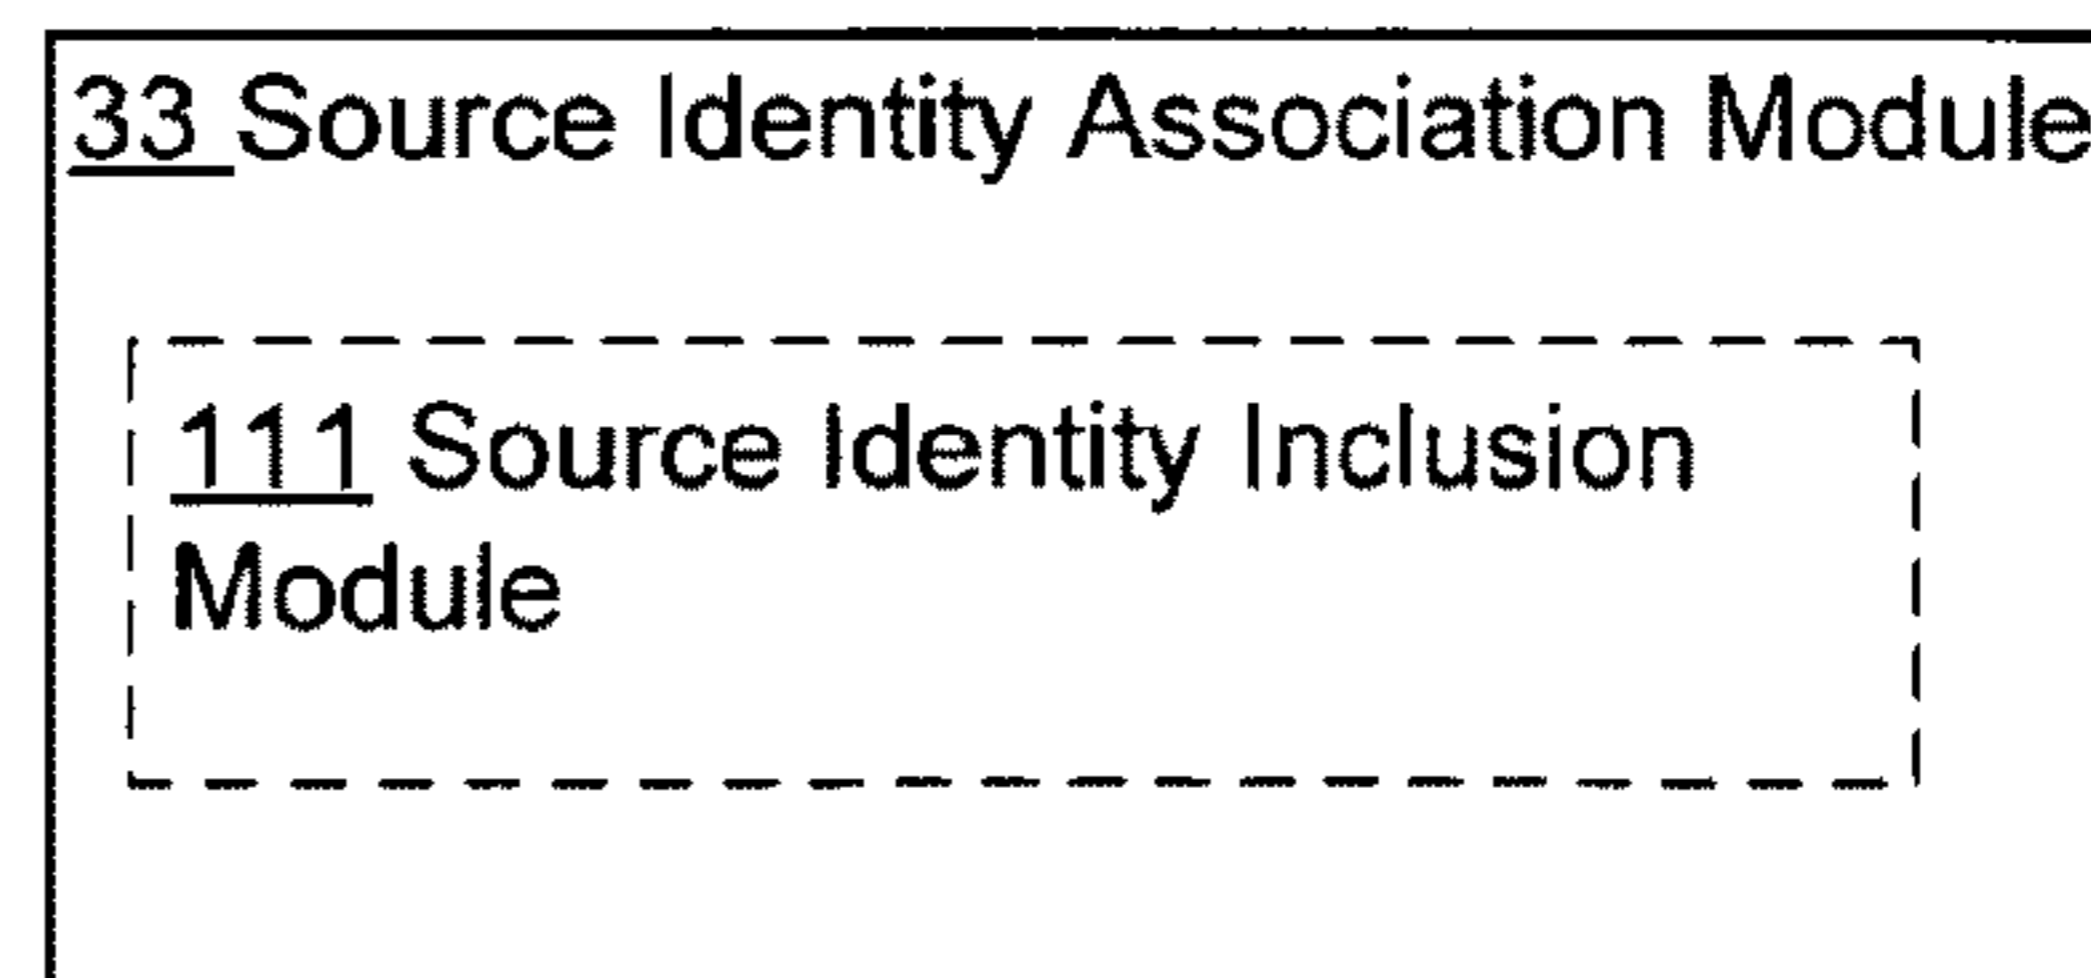 33 Source Identity Association Module
111 Source Identity Inclusion
Module